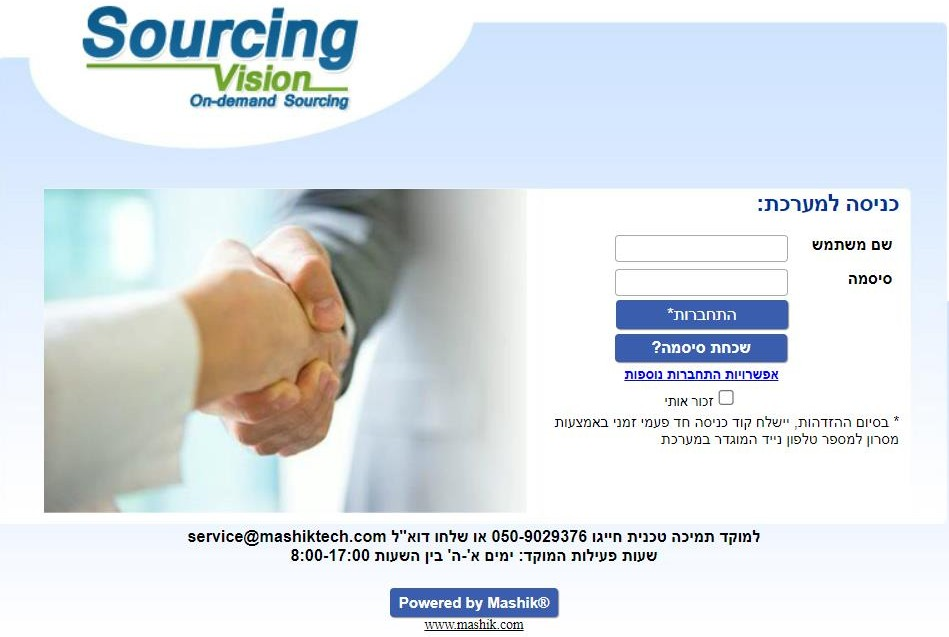 Sourcing
Vision
On-demand Sourcing
כניסה למערכת:
שם משתמש
סיסמה
התחברות*
שכחת סיסמה?
אפשרויות התחברות נוספות
זכור אותי
* בסיום ההזדהות, יישלח קוד כניסה חד פעמי זמני באמצעות
מסרון למספר טלפון נייד המוגדר במערכת
למוקד תמיכה טכנית חייגו 050-9029376 או שלחו דוא''ל service@mashiktech.com
שעות פעילות המוקד: ימים א'-ה' בין השעות 8:00-17:00
Powered by Mashik®
www.mashik.com